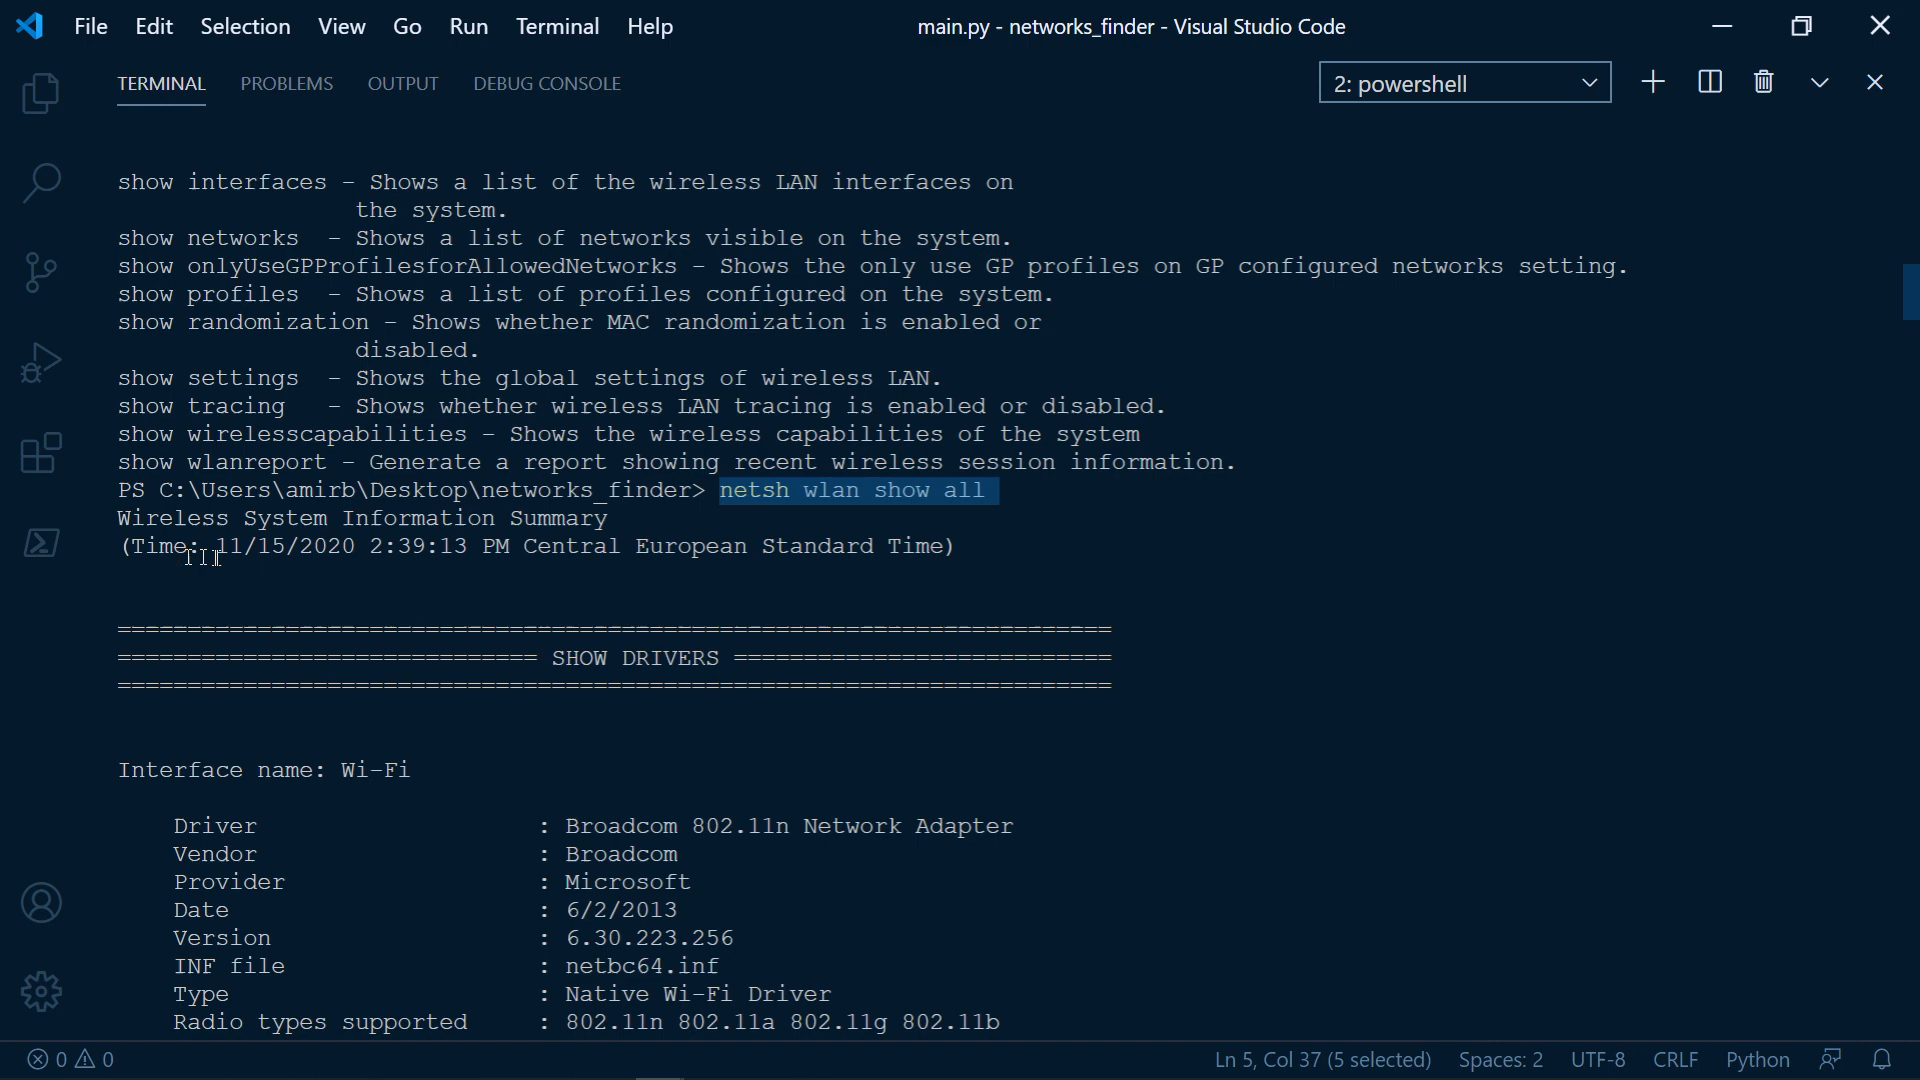 File Edit Selection View Go Run Terminal Help main.py - networks_finder - Visual Studio Code
TERMINAL PROBLEMS OUTPUT DEBUG CONSOLE 2: powershell
show interfaces - Shows a list of the wireless LAN interfaces on
the system.
show networks - Shows a list of networks visible on the system.
show onlyUseGPProfilesforAllowedNetworks - Shows the only use GP profiles on GP configured networks setting.
show profiles - Shows a list of profiles configured on the system.
show randomization - Shows whether MAC randomization is enabled or
disabled.
show settings - Shows the global settings of wireless LAN.
show tracing - Shows whether wireless LAN tracing is enabled or disabled.
show wirelesscapabilities - Shows the wireless capabilities of the system
show wlanreport - Generate a report showing recent wireless session information.
PS C:\Users\amirb\Desktop\networks_finder> netsh wlan show all
Wireless System Information Summary
(Time: 11/15/2020 2:39:13 PM Central European Standard Time)
=======================================================================
============================== SHOW DRIVERS ===========================
=======================================================================
Interface name: Wi-Fi
Driver : Broadcom 802.11n Network Adapter
Vendor : Broadcom
Provider : Microsoft
Date : 6/2/2013
Version : 6.30.223.256
INF file : netbc64.inf
Type : Native Wi-Fi Driver
Radio types supported : 802.11n 802.11a 802.11g 802.11b
0 0 Ln 5, Col 37 (5 selected) Spaces: 2 UTF-8 CRLF Python